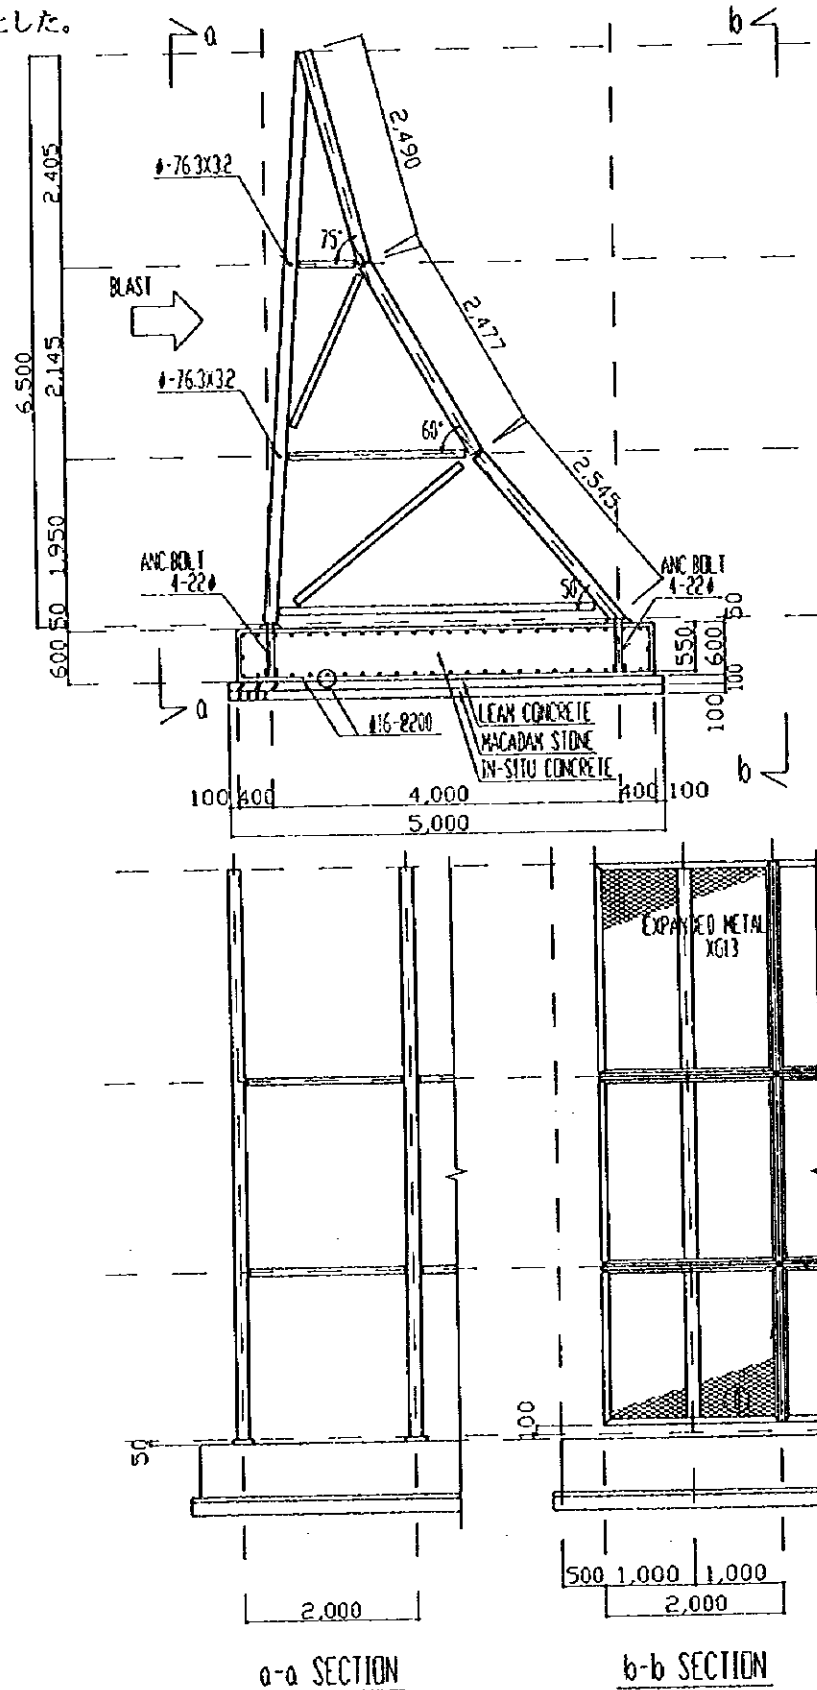 とした。
a
b
2,490
2,405
φ-76.3X3.2
75°
BLAST
2,477
6,500
2,145
φ-76.3X3.2
60°
2,545
1,950
ANC.BOLT
4-22φ
50°
ANC.BOLT
4-22φ
50
50
600
550
600
100
100
a
φ16-@200
LEAN CONCRETE
MACADAM STONE
IN-SITU CONCRETE
b
100 400 4,000 400 100
5,000
EXPANDED METAL
XG13
50
100
500 1,000 1,000
2,000
2,000
a-a SECTION
b-b SECTION